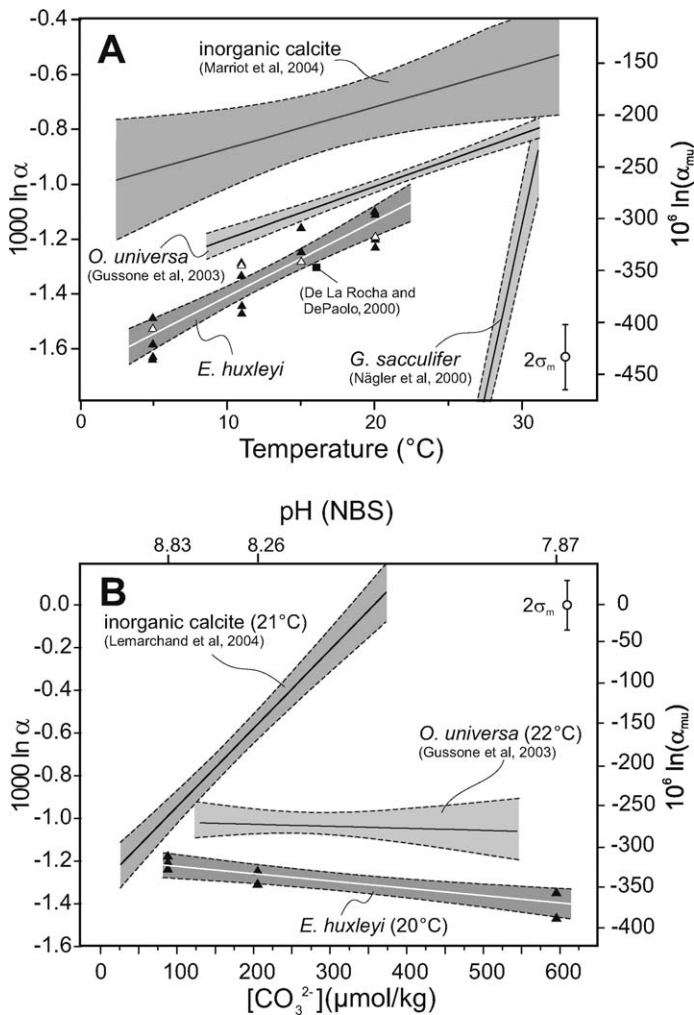 A
inorganic calcite
(Marriot et al, 2004)
-0.4
-0.6
-0.8
-1.0
-1.2
-1.4
-1.6
1000 ln α
-150
-200
-250
-300
-350
-400
-450
10⁶ ln(α_mu)
O. universa
(Gussone et al, 2003)
(De La Rocha and
DePaolo, 2000)
E. huxleyi
G. sacculifer
(Nägler et al, 2000)
2σ_m
0 10 20 30
Temperature (°C)
pH (NBS)
8.83 8.26 7.87
B
inorganic calcite (21°C)
(Lemarchand et al, 2004)
2σ_m
0.0
-0.2
-0.4
-0.6
-0.8
-1.0
-1.2
-1.4
-1.6
1000 ln α
0
-50
-100
-150
-200
-250
-300
-350
-400
10⁶ ln(α_mu)
O. universa (22°C)
(Gussone et al, 2003)
E. huxleyi (20°C)
0 50 100 150 200 250 300 350 400 450 500 550 600
[CO₃²⁻](μmol/kg)